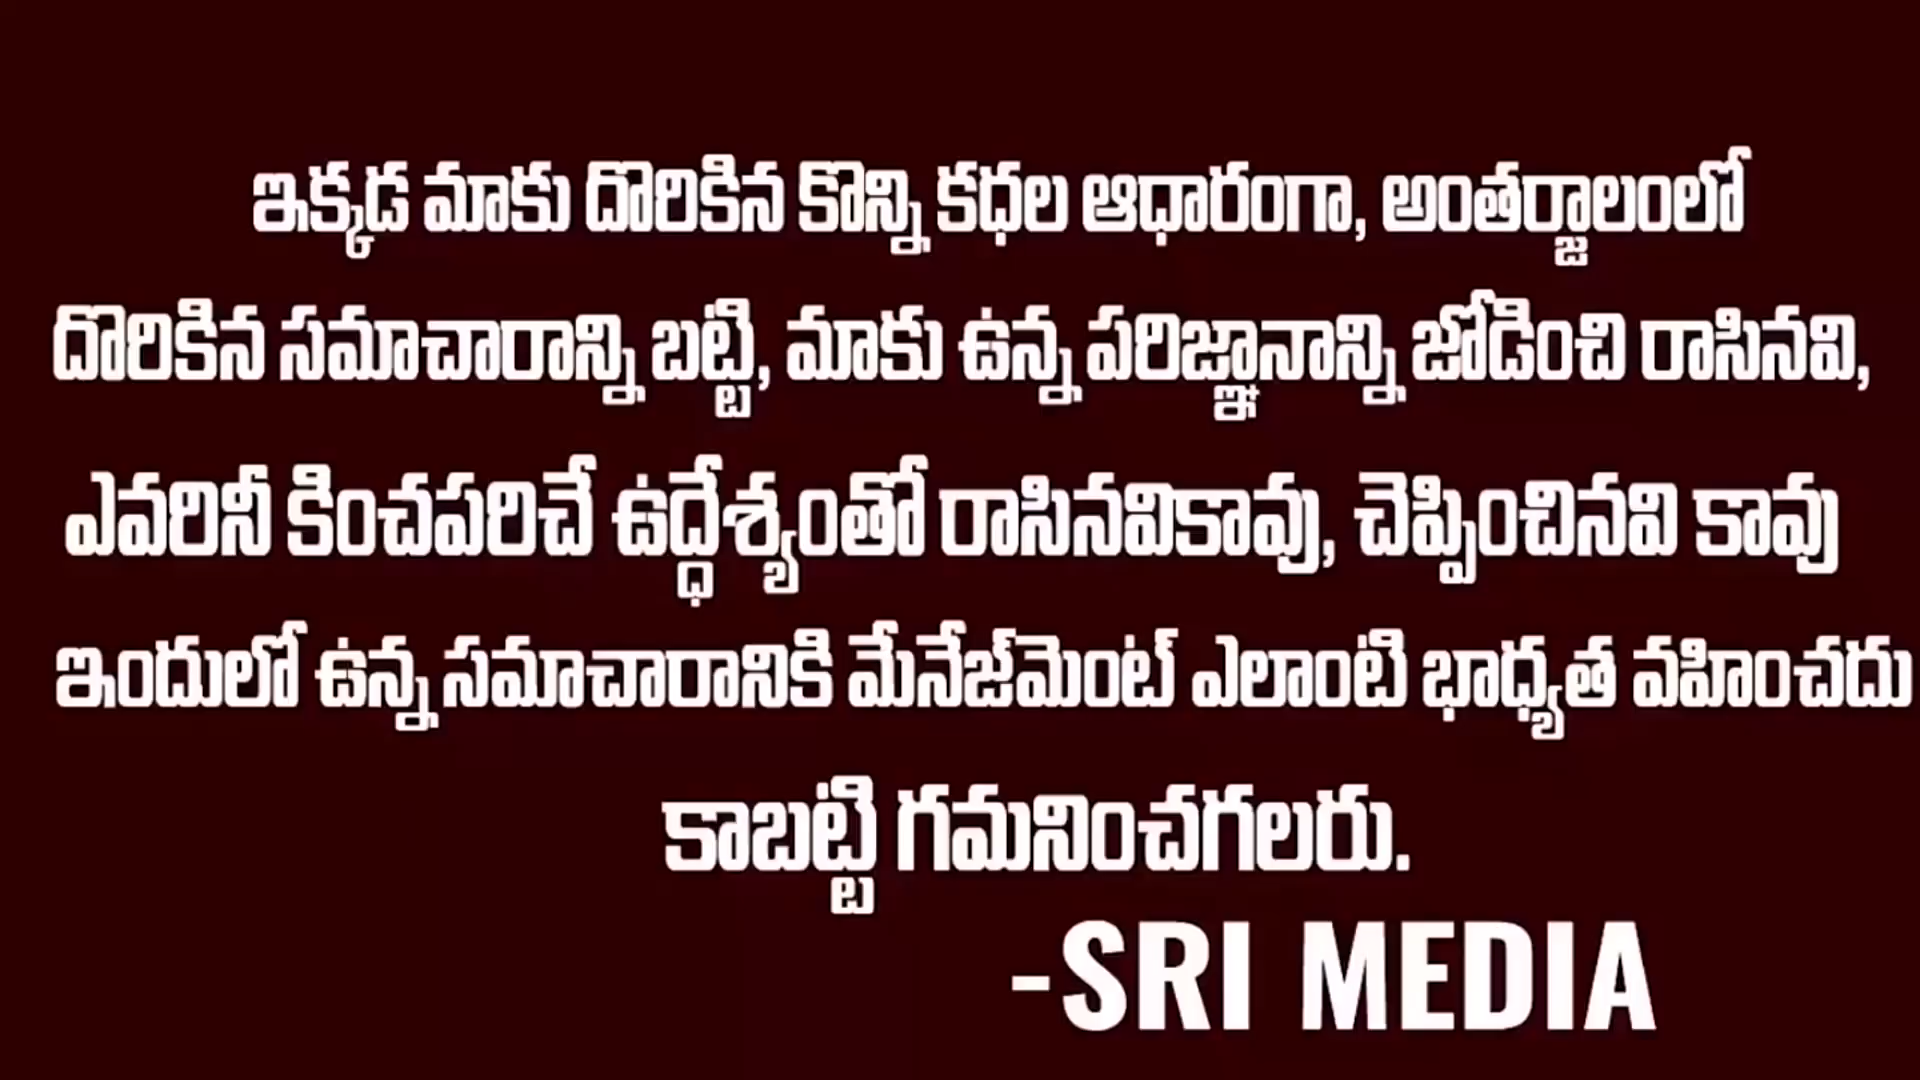 ఇక్కడ మాకు దొరికిన కొన్ని కధల ఆధారంగా, అంతర్జాలంలో
దొరికిన సమాచారాన్ని బట్టి, మాకు ఉన్న పరిజ్ఞానాన్ని జోడించి రాసినవి,
ఎవరినీ కించపరిచే ఉద్ధేశ్యంతో రాసినవికావు, చెప్పించినవి కావు
ఇందులో ఉన్న సమాచారానికి మేనేజ్‌మెంట్ ఎలాంటి భాధ్యత వహించదు
కాబట్టి గమనించగలరు.
-SRI MEDIA